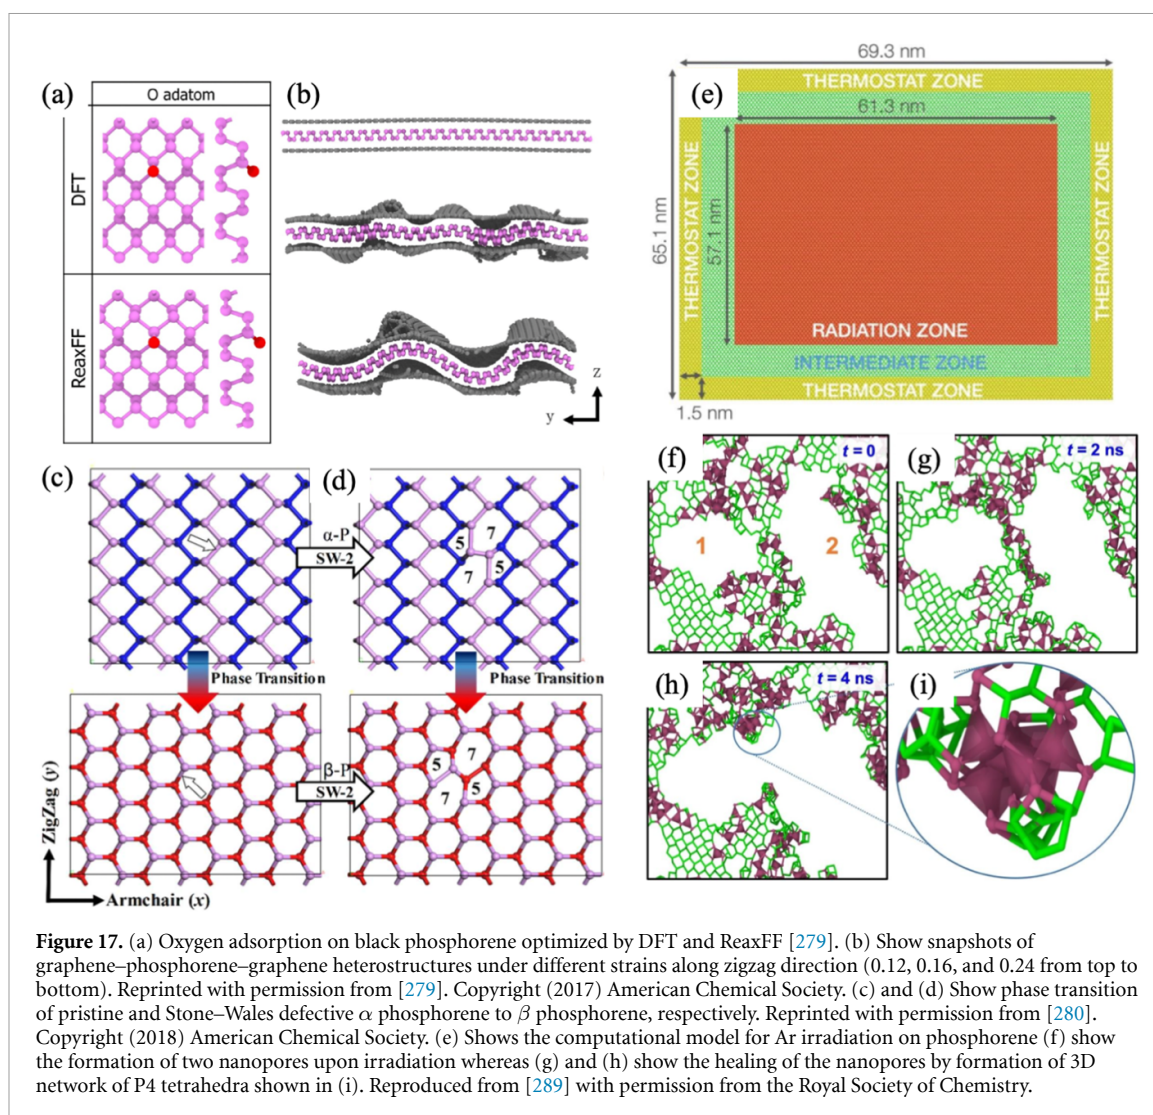 (a)
O adatom
DFT
ReaxFF
(b)
z
y
(e)
69.3 nm
THERMOSTAT ZONE
61.3 nm
THERMOSTAT ZONE
65.1 nm
57.1 nm
THERMOSTAT ZONE
RADIATION ZONE
INTERMEDIATE ZONE
THERMOSTAT ZONE
1.5 nm
(c)
(d)
α-P
SW-2
5
7
7
5
Phase Transition
Phase Transition
5
7
7
5
β-P
SW-2
ZigZag (y)
Armchair (x)
(f)
t = 0
1
2
(g)
t = 2 ns
(h)
t = 4 ns
(i)
Figure 17. (a) Oxygen adsorption on black phosphorene optimized by DFT and ReaxFF [279]. (b) Show snapshots of
graphene–phosphorene–graphene heterostructures under different strains along zigzag direction (0.12, 0.16, and 0.24 from top to
bottom). Reprinted with permission from [279]. Copyright (2017) American Chemical Society. (c) and (d) Show phase transition
of pristine and Stone–Wales defective α phosphorene to β phosphorene, respectively. Reprinted with permission from [280].
Copyright (2018) American Chemical Society. (e) Shows the computational model for Ar irradiation on phosphorene (f) show
the formation of two nanopores upon irradiation whereas (g) and (h) show the healing of the nanopores by formation of 3D
network of P4 tetrahedra shown in (i). Reproduced from [289] with permission from the Royal Society of Chemistry.